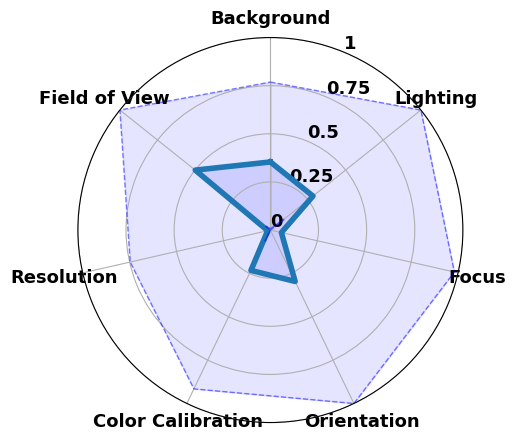 Background
1
0.75
Field of View
Lighting
0.5
0.25
0
Resolution
Focus
Color Calibration
Orientation